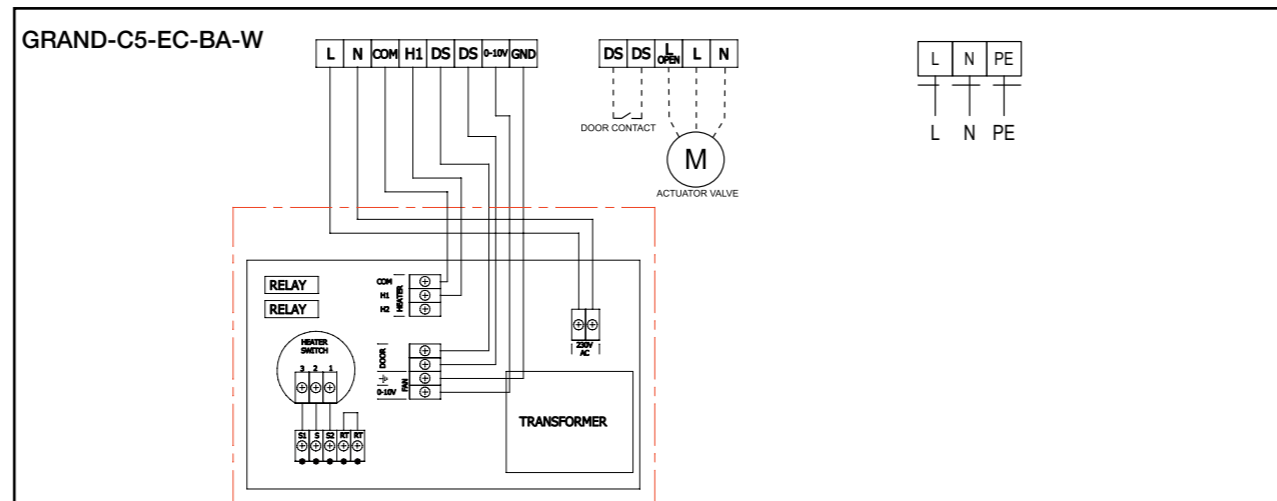 GRAND-C5-EC-BA-W
L N COM H1 DS DS 0-10V GND
DS DS L OPEN L N
L N PE
DOOR CONTACT
M
ACTUATOR VALVE
L N PE
RELAY
RELAY
COM
H1
H2
HEATER
HEATER
SWITCH
3 2 1
DOOR
FAN
0-10V
230V
AC
TRANSFORMER
S1 S S2 RT RT